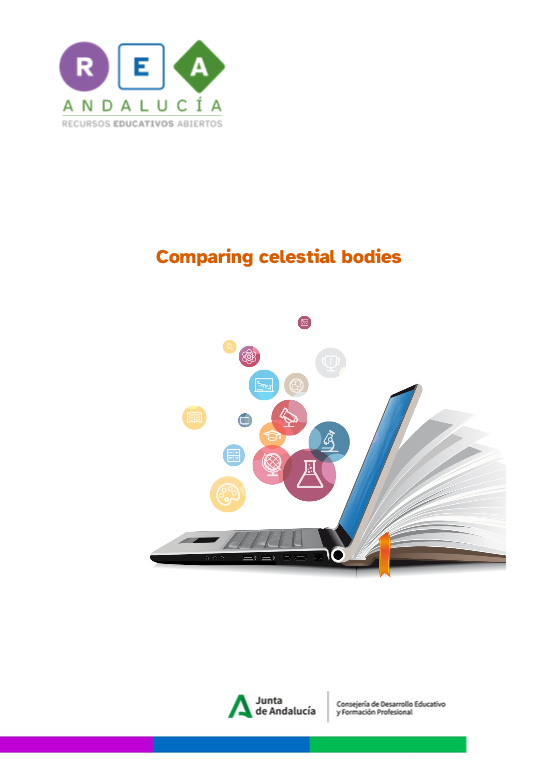 R E A
ANDALUCÍA
RECURSOS EDUCATIVOS ABIERTOS
Comparing celestial bodies
Junta
de Andalucía
Consejería de Desarrollo Educativo
y Formación Profesional